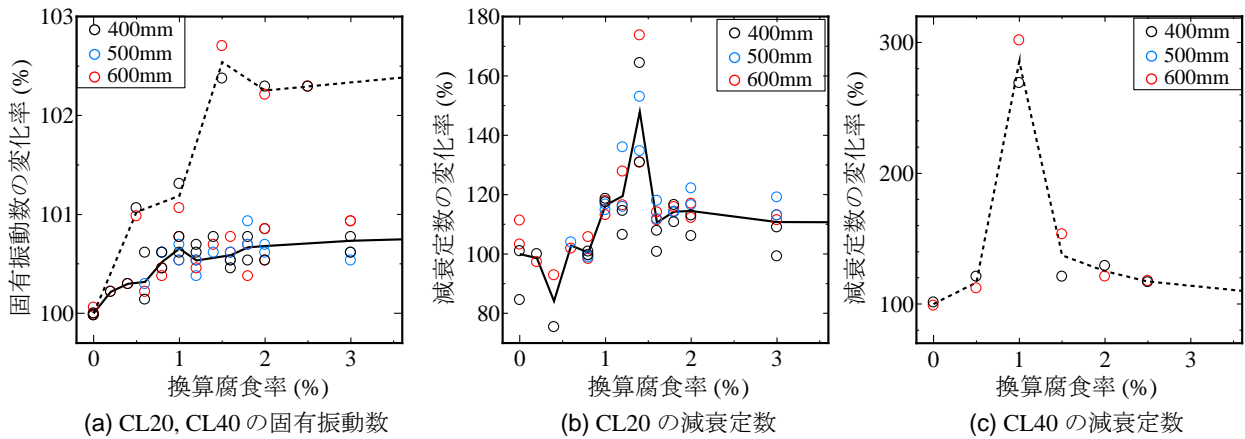 103
102
101
100
固有振動数の変化率 (%)
400mm
500mm
600mm
0
1
2
3
換算腐食率 (%)
(a) CL20, CL40 の固有振動数
180
160
140
120
100
80
減衰定数の変化率 (%)
400mm
500mm
600mm
0
1
2
3
換算腐食率 (%)
(b) CL20 の減衰定数
300
200
100
減衰定数の変化率 (%)
400mm
500mm
600mm
0
1
2
3
換算腐食率 (%)
(c) CL40 の減衰定数